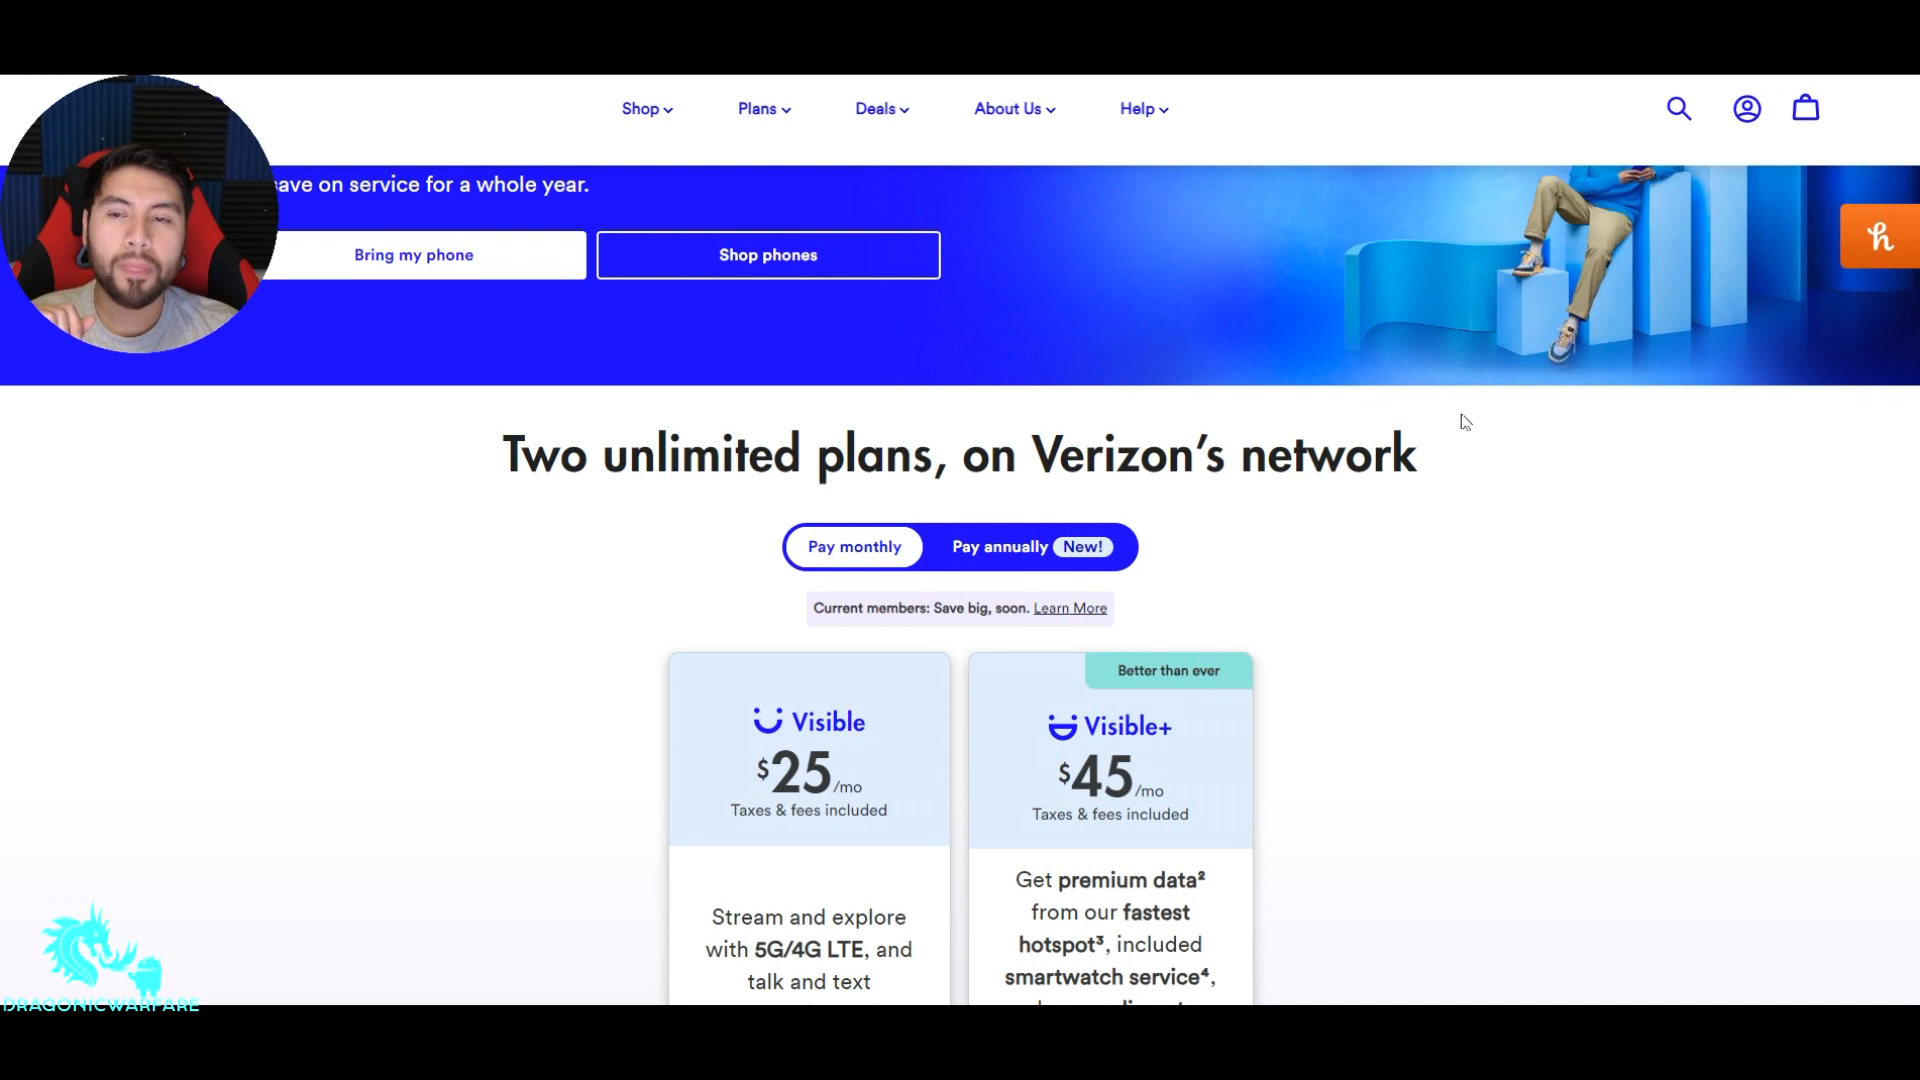 Shop
Plans
Deals
About Us
Help
save on service for a whole year.
Bring my phone
Shop phones
h
Two unlimited plans, on Verizon's network
Pay monthly
Pay annually New!
Current members: Save big, soon. Learn More
Visible
$25/mo
Taxes & fees included
Stream and explore
with 5G/4G LTE, and
talk and text
Better than ever
Visible+
$45/mo
Taxes & fees included
Get premium data²
from our fastest
hotspot³, included
smartwatch service⁴,
DRAGONICWARFARE